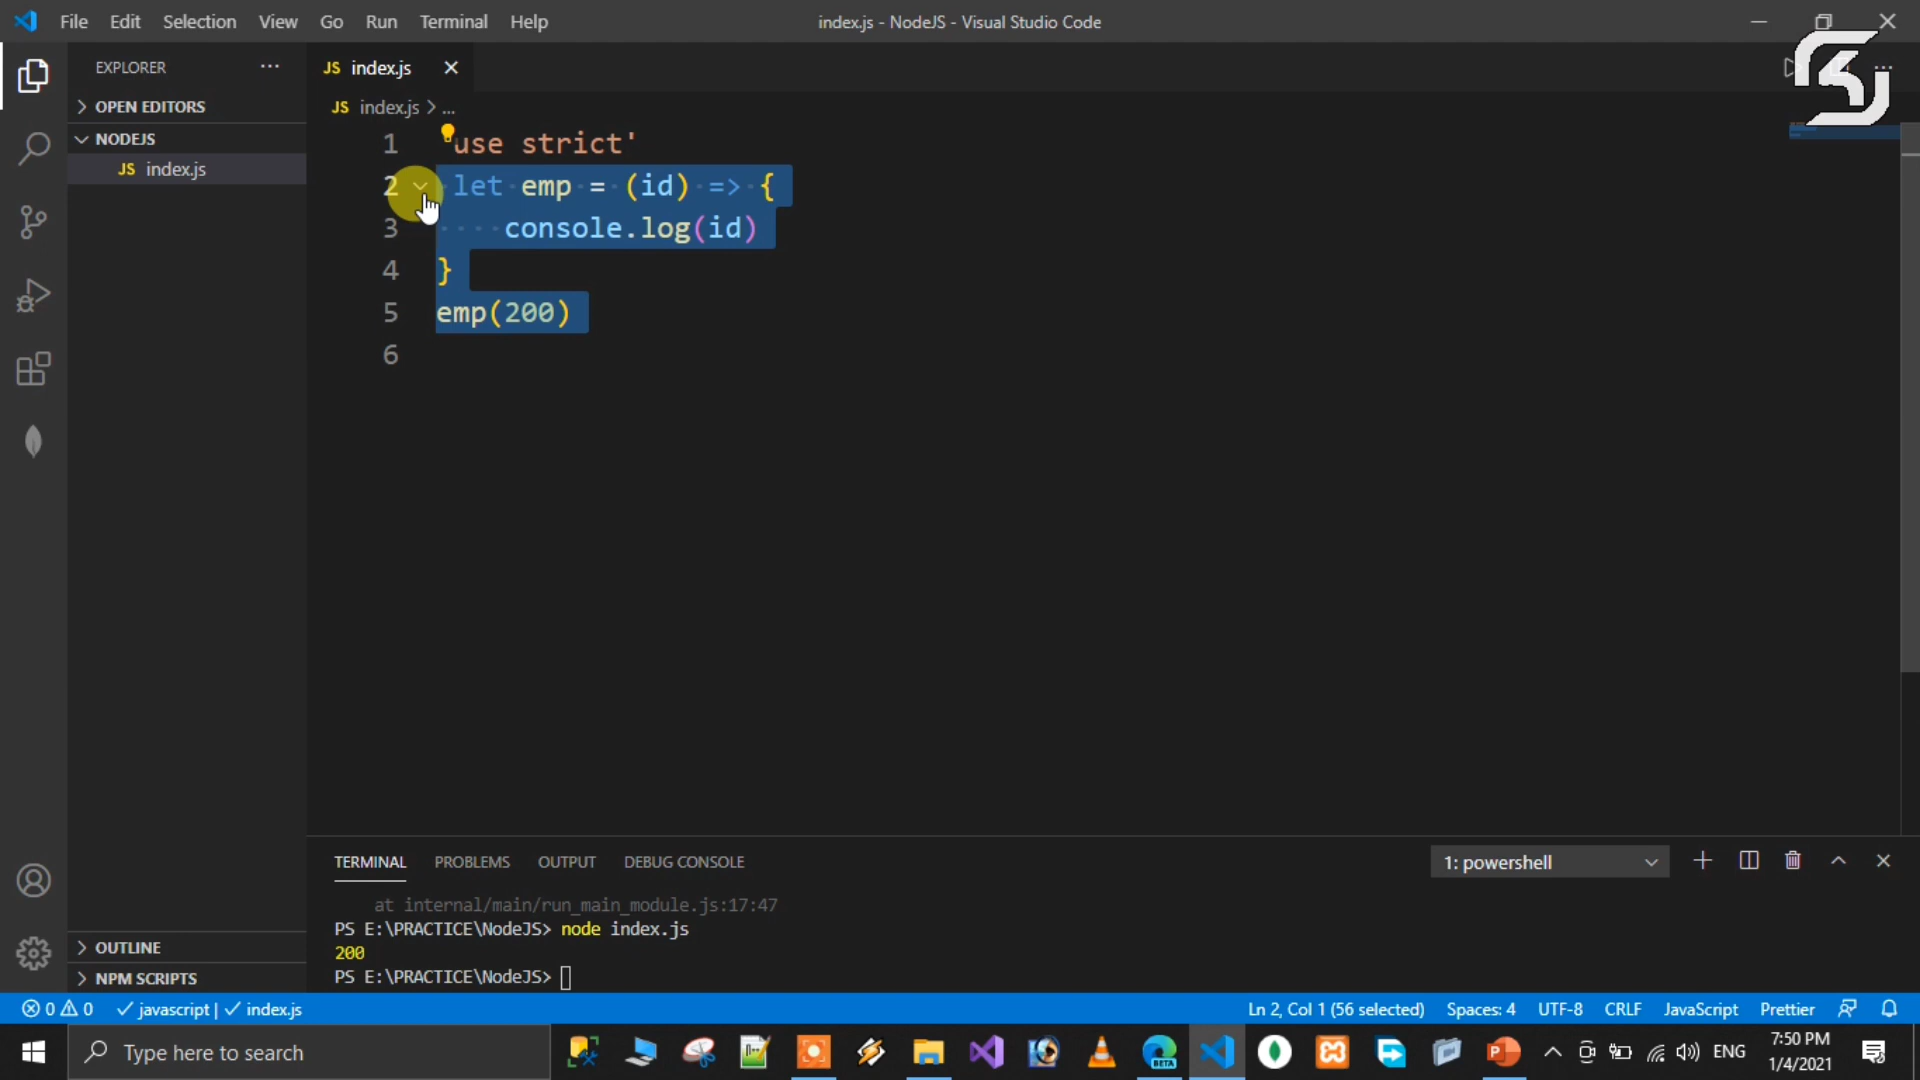 File Edit Selection View Go Run Terminal Help
index.js - NodeJS - Visual Studio Code
EXPLORER
OPEN EDITORS
NODEJS
JS index.js
OUTLINE
NPM SCRIPTS
JS index.js
JS index.js > ...
1 'use strict'
2 let emp = (id) => {
3 console.log(id)
4 }
5 emp(200)
6
TERMINAL PROBLEMS OUTPUT DEBUG CONSOLE
1: powershell
at internal/main/run_main_module.js:17:47
PS E:\PRACTICE\NodeJS> node index.js
200
PS E:\PRACTICE\NodeJS>
0 0 javascript | index.js
Ln 2, Col 1 (56 selected) Spaces: 4 UTF-8 CRLF JavaScript Prettier
Type here to search
BETA
ENG
7:50 PM
1/4/2021